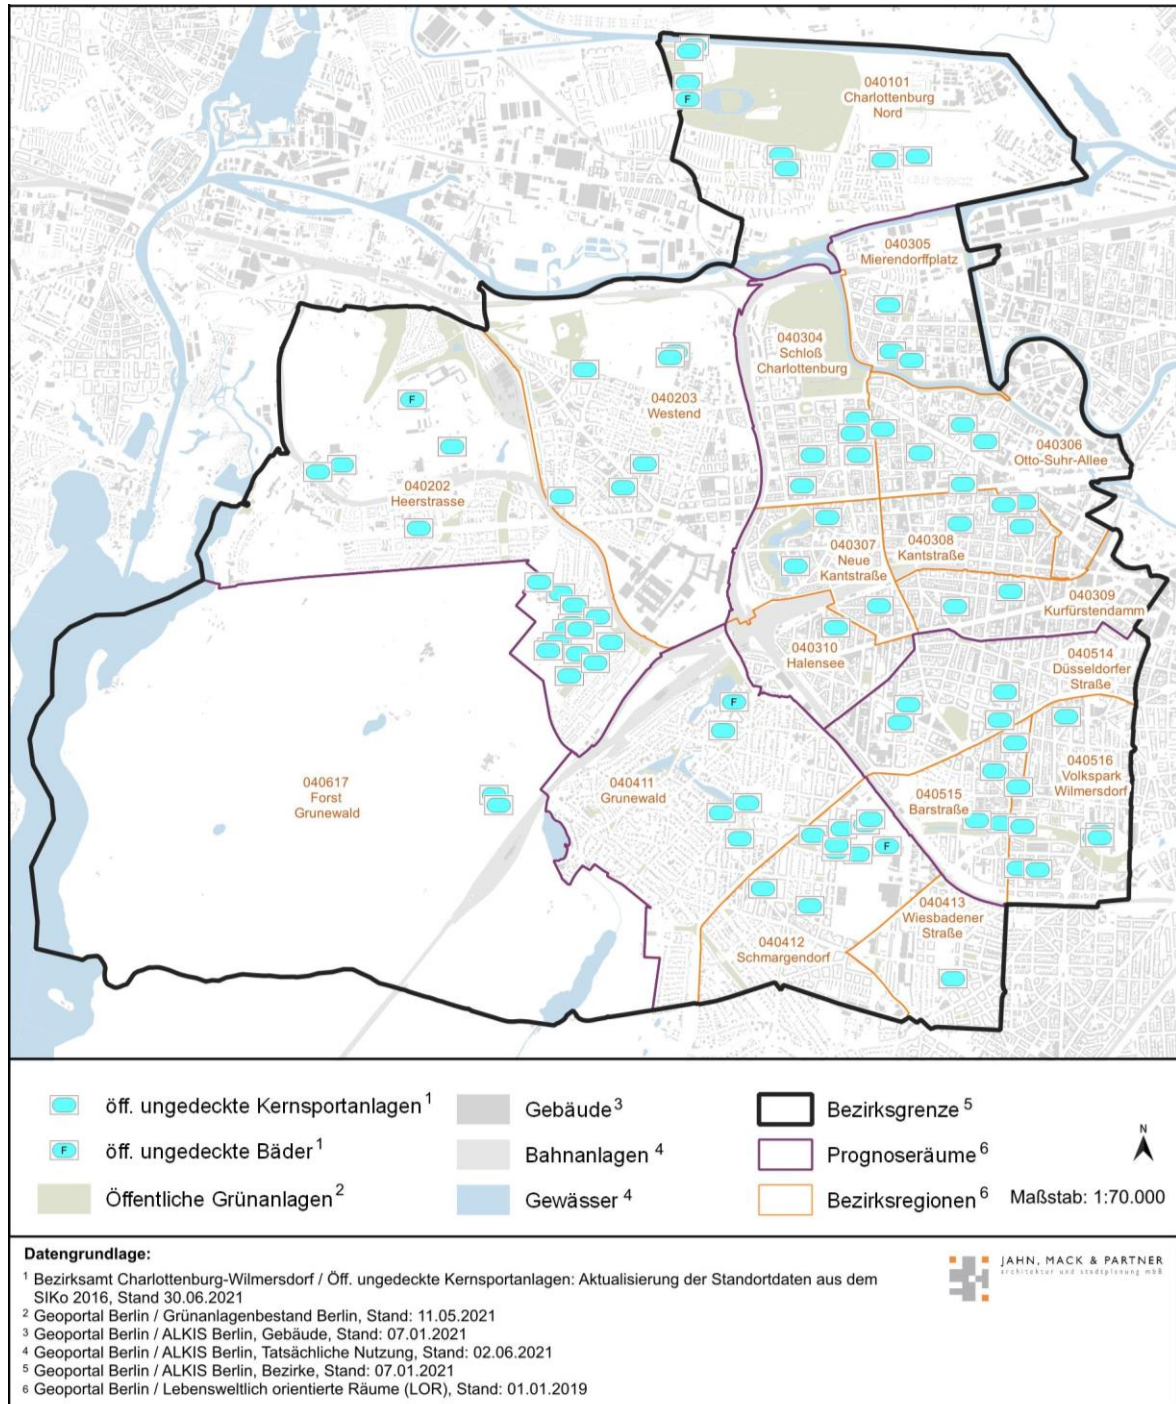 040101
Charlottenburg
Nord
F
040305
Mierendorffplatz
040304
Schloß
Charlottenburg
040203
Westend
F
040306
Otto-Suhr-Allee
040202
Heerstrasse
040307
Neue
Kantstraße
040308
Kantstraße
040309
Kurfürstendamm
040310
Halensee
040514
Düsseldorfer
Straße
F
040617
Forst
Grunewald
040411
Grunewald
040515
Barstraße
040516
Volkspark
Wilmersdorf
F
040413
Wiesbadener
Straße
040412
Schmargendorf
öff. ungedeckte Kernsportanlagen 1
F öff. ungedeckte Bäder 1
Öffentliche Grünanlagen 2
Gebäude 3
Bahnanlagen 4
Gewässer 4
Bezirksgrenze 5
Prognoseräume 6
Bezirksregionen 6
N
Maßstab: 1:70.000
Datengrundlage:
1 Bezirksamt Charlottenburg-Wilmersdorf / Öff. ungedeckte Kernsportanlagen: Aktualisierung der Standortdaten aus dem
SIKo 2016, Stand 30.06.2021
2 Geoportal Berlin / Grünanlagenbestand Berlin, Stand: 11.05.2021
3 Geoportal Berlin / ALKIS Berlin, Gebäude, Stand: 07.01.2021
4 Geoportal Berlin / ALKIS Berlin, Tatsächliche Nutzung, Stand: 02.06.2021
5 Geoportal Berlin / ALKIS Berlin, Bezirke, Stand: 07.01.2021
6 Geoportal Berlin / Lebensweltlich orientierte Räume (LOR), Stand: 01.01.2019
JAHN, MACK & PARTNER
architektur und stadtplanung mbB